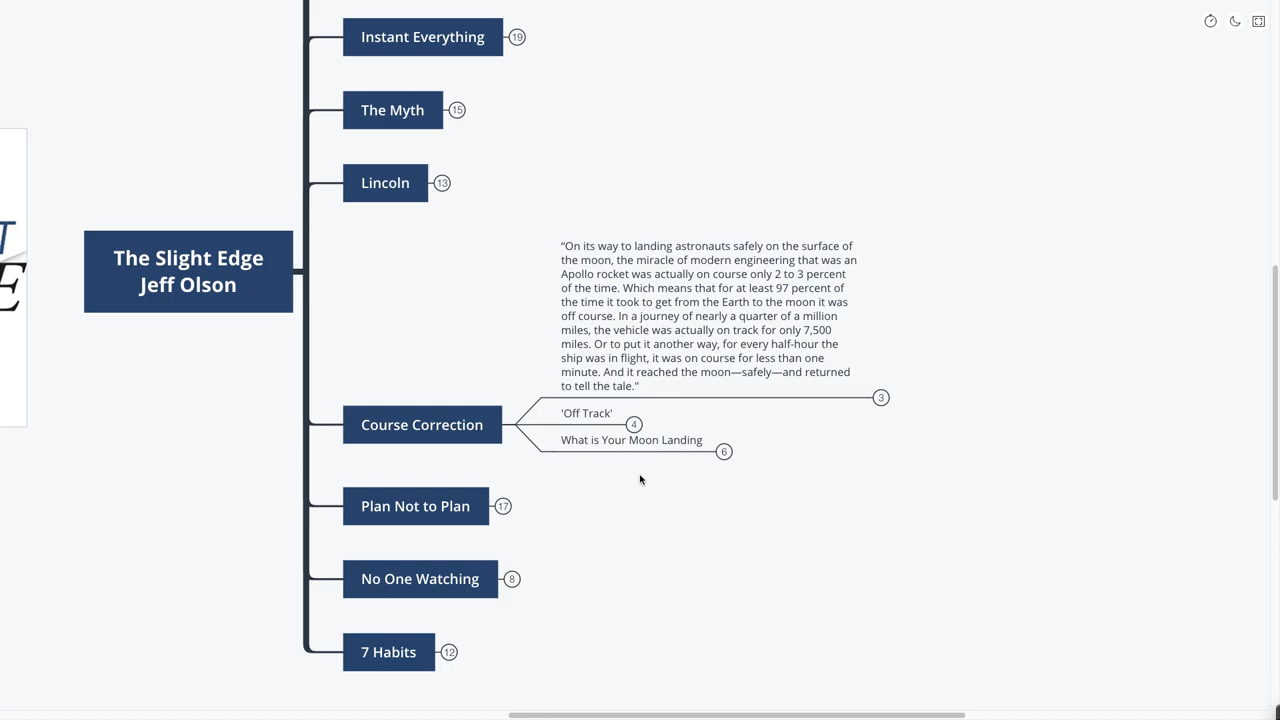 Instant Everything
19
The Myth
15
Lincoln
13
T
E
The Slight Edge
Jeff Olson
“On its way to landing astronauts safely on the surface of
the moon, the miracle of modern engineering that was an
Apollo rocket was actually on course only 2 to 3 percent
of the time. Which means that for at least 97 percent of
the time it took to get from the Earth to the moon it was
off course. In a journey of nearly a quarter of a million
miles, the vehicle was actually on track for only 7,500
miles. Or to put it another way, for every half-hour the
ship was in flight, it was on course for less than one
minute. And it reached the moon—safely—and returned
to tell the tale."
3
Course Correction
'Off Track'
4
What is Your Moon Landing
6
Plan Not to Plan
17
No One Watching
8
7 Habits
12